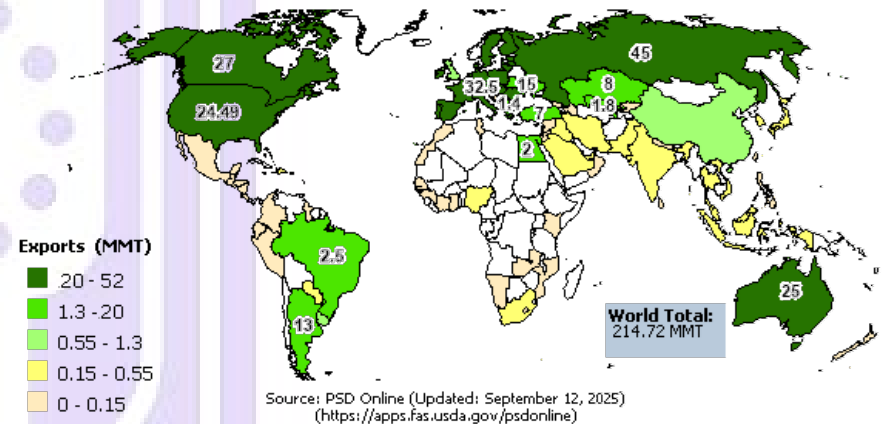 45
27
32.5
15
8
1.4
1.8
24.49
7
2
Exports (MMT)
20 - 52
1.3 -20
0.55 - 1.3
0.15 - 0.55
0 - 0.15
2.5
13
25
World Total:
214.72 MMT
Source: PSD Online (Updated: September 12, 2025)
(https://apps.fas.usda.gov/psdonline)